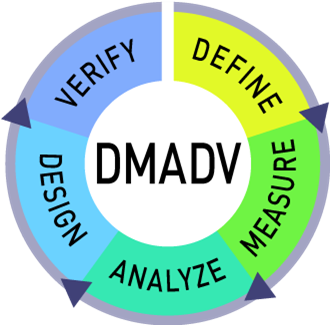 DEFINE
MEASURE
ANALYZE
DESIGN
VERIFY
DMADV